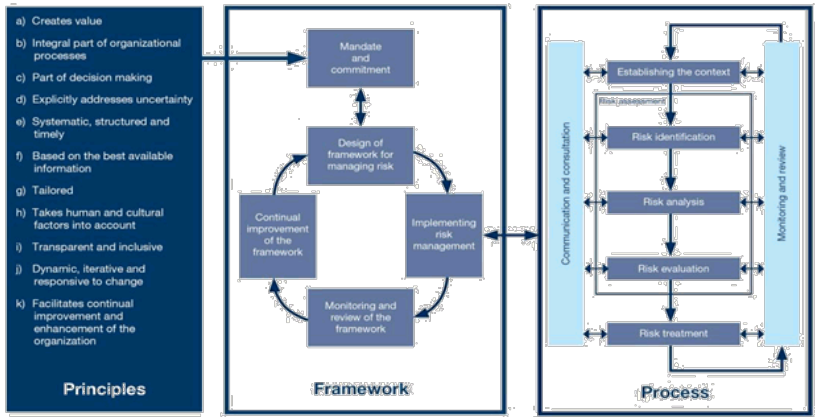 a) Creates value
b) Integral part of organizational
processes
c) Part of decision making
d) Explicitly addresses uncertainty
e) Systematic, structured and
timely
f) Based on the best available
information
g) Tailored
h) Takes human and cultural
factors into account
i) Transparent and inclusive
j) Dynamic, iterative and
responsive to change
k) Facilitates continual
improvement and
enhancement of the
organization
Principles
Mandate
and
commitment
Design of
framework for
managing risk
Continual
improvement
of the
framework
Implementing
risk
management
Monitoring and
review of the
framework
Framework
Communication and consultation
Establishing the context
Risk assessment
Risk identification
Risk analysis
Risk evaluation
Risk treatment
Monitoring and review
Process